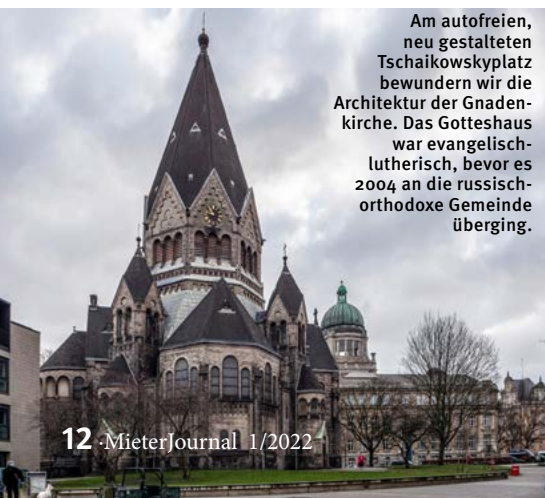 Am autofreien,
neu gestalteten
Tschaikowskyplatz
bewundern wir die
Architektur der Gnaden-
kirche. Das Gotteshaus
war evangelisch-
lutherisch, bevor es
2004 an die russisch-
orthodoxe Gemeinde
überging.
12 · MieterJournal 1/2022